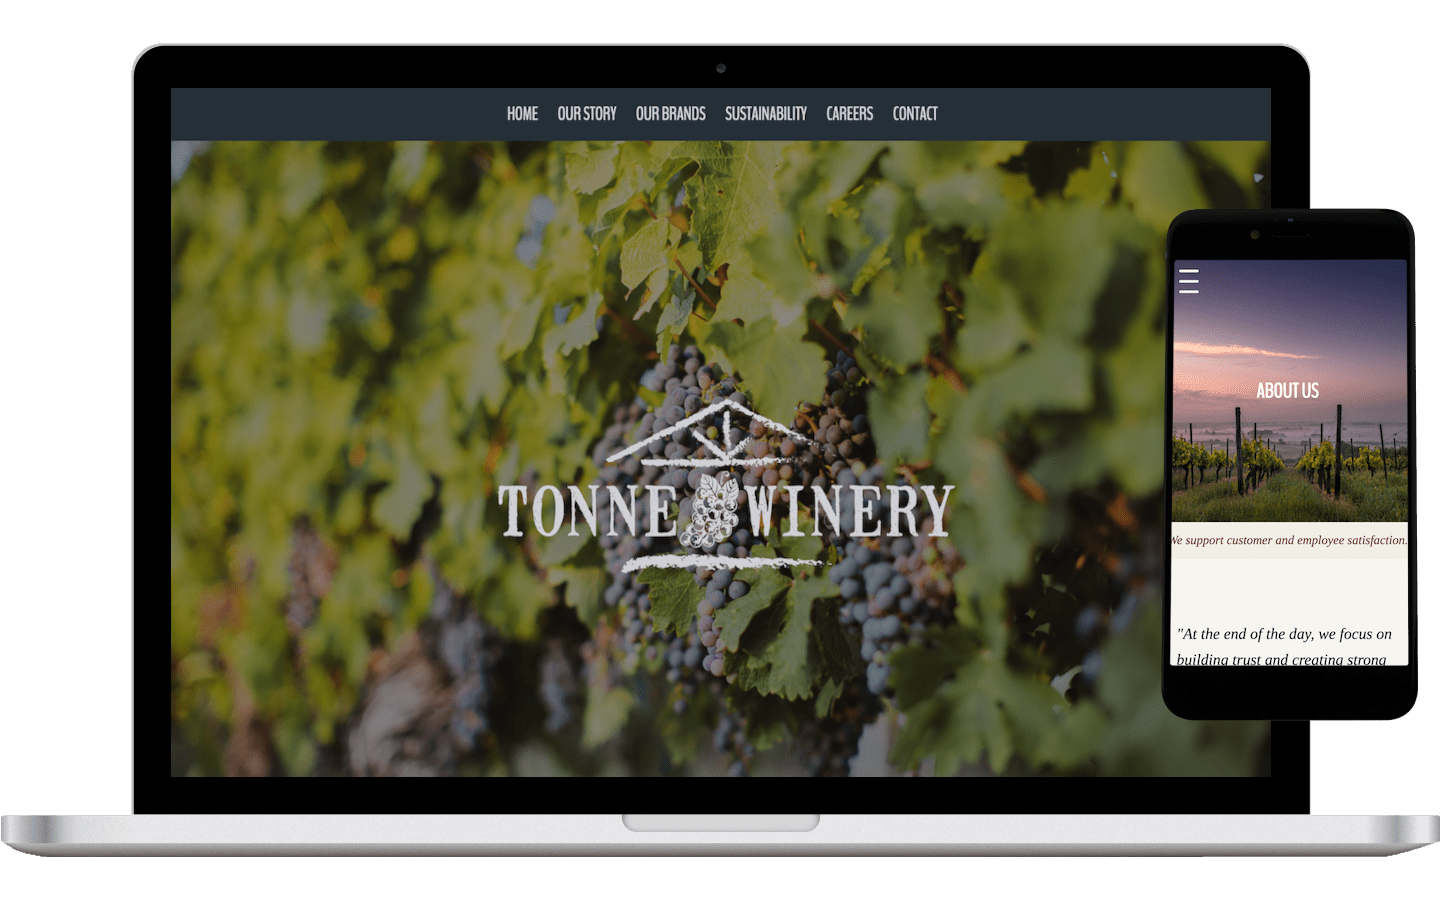 HOME OUR STORY OUR BRANDS SUSTAINABILITY CAREERS CONTACT
TONNE WINERY
ABOUT US
We support customer and employee satisfaction.
"At the end of the day, we focus on
building trust and creating strong